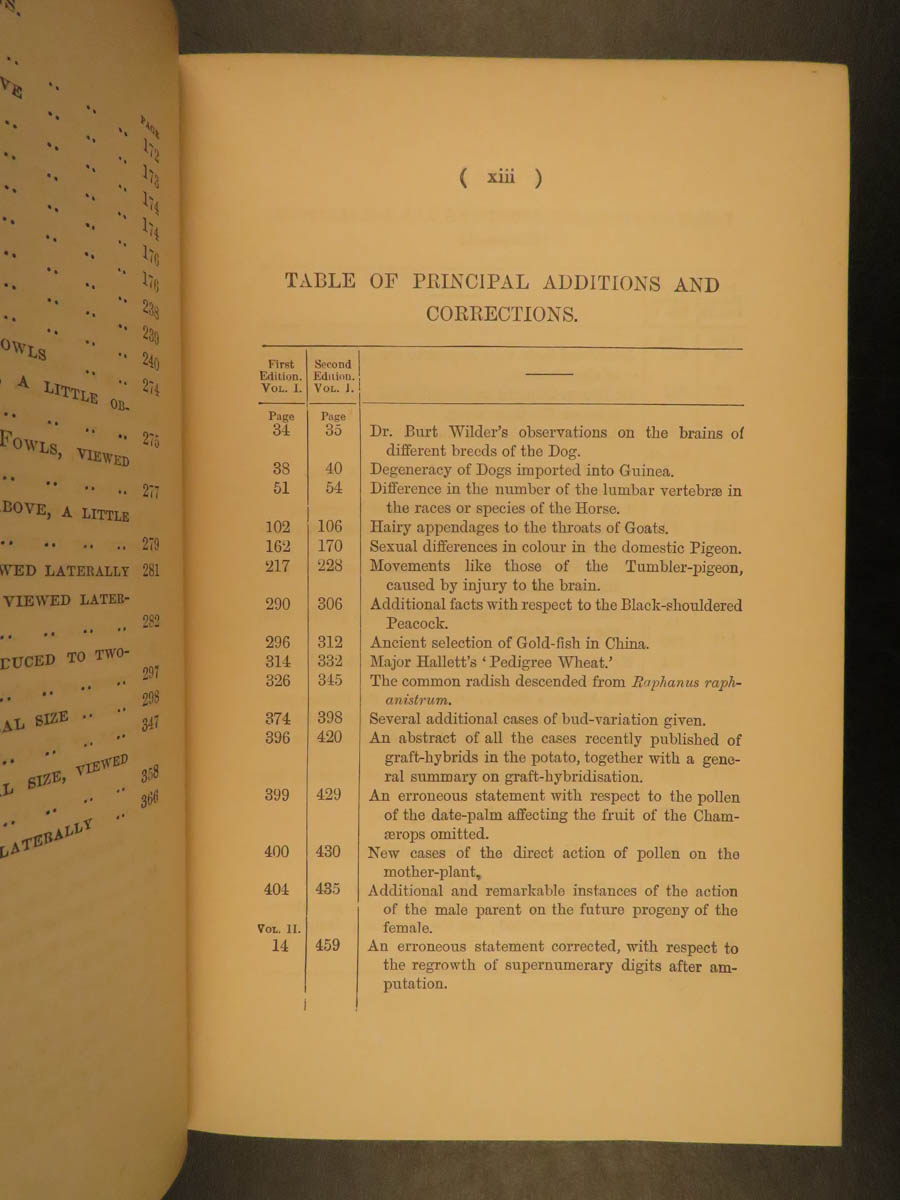 PAGE
172
173
174
174
176
176
238
239
OWLS 240
A LITTLE OB- 274
275
FOWLS, VIEWED
277
ABOVE, A LITTLE
279
VIEWED LATERALLY 281
VIEWED LATER-
282
TO TWO-
297
SIZE 298
347
SIZE, VIEWED
358
LATERALLY 366
( xiii )
TABLE OF PRINCIPAL ADDITIONS AND
CORRECTIONS.
First Second
Edition. Edition.
VOL. I. VOL. I.
Page Page
34 35 Dr. Burt Wilder's observations on the brains of
different breeds of the Dog.
38 40 Degeneracy of Dogs imported into Guinea.
51 54 Difference in the number of the lumbar vertebræ in
the races or species of the Horse.
102 106 Hairy appendages to the throats of Goats.
162 170 Sexual differences in colour in the domestic Pigeon.
217 228 Movements like those of the Tumbler-pigeon,
caused by injury to the brain.
290 306 Additional facts with respect to the Black-shouldered
Peacock.
296 312 Ancient selection of Gold-fish in China.
314 332 Major Hallett's ‘Pedigree Wheat.’
326 345 The common radish descended from Raphanus raph-
anistrum.
374 398 Several additional cases of bud-variation given.
396 420 An abstract of all the cases recently published of
graft-hybrids in the potato, together with a gene-
ral summary on graft-hybridisation.
399 429 An erroneous statement with respect to the pollen
of the date-palm affecting the fruit of the Cham-
ærops omitted.
400 430 New cases of the direct action of pollen on the
mother-plant,
404 435 Additional and remarkable instances of the action
of the male parent on the future progeny of the
VOL. II. female.
14 459 An erroneous statement corrected, with respect to
the regrowth of supernumerary digits after am-
putation.